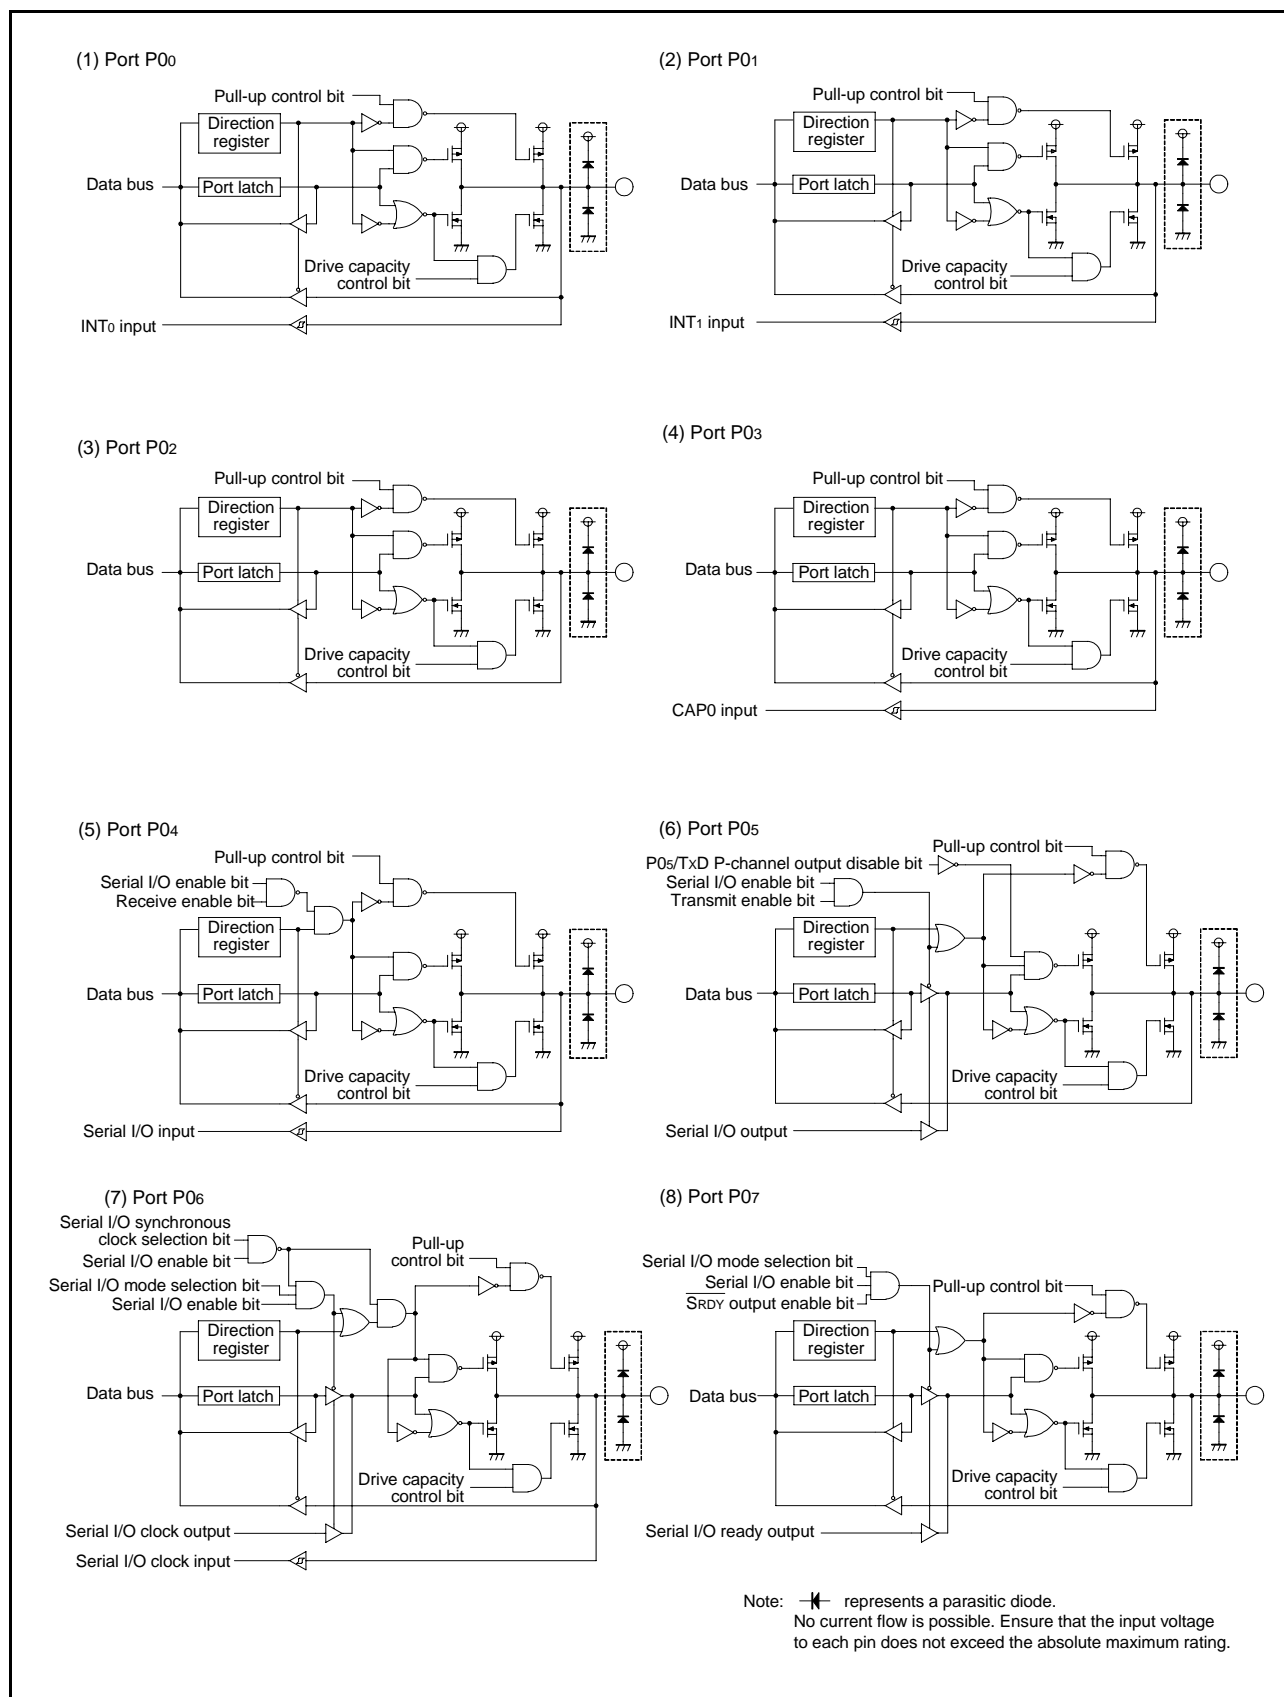 (1) Port P00
Pull-up control bit
Direction
register
Data bus
Port latch
Drive capacity
control bit
INT0 input
(2) Port P01
Pull-up control bit
Direction
register
Data bus
Port latch
Drive capacity
control bit
INT1 input
(3) Port P02
Pull-up control bit
Direction
register
Data bus
Port latch
Drive capacity
control bit
(4) Port P03
Pull-up control bit
Direction
register
Data bus
Port latch
Drive capacity
control bit
CAP0 input
(5) Port P04
Pull-up control bit
Serial I/O enable bit
Receive enable bit
Direction
register
Data bus
Port latch
Drive capacity
control bit
Serial I/O input
(6) Port P05
Pull-up control bit
P05/TxD P-channel output disable bit
Serial I/O enable bit
Transmit enable bit
Direction
register
Data bus
Port latch
Drive capacity
control bit
Serial I/O output
(7) Port P06
Serial I/O synchronous
clock selection bit
Serial I/O enable bit
Pull-up
control bit
Serial I/O mode selection bit
Serial I/O enable bit
Direction
register
Data bus
Port latch
Drive capacity
control bit
Serial I/O clock output
Serial I/O clock input
(8) Port P07
Serial I/O mode selection bit
Serial I/O enable bit
SRDY output enable bit
Pull-up control bit
Direction
register
Data bus
Port latch
Drive capacity
control bit
Serial I/O ready output
Note: represents a parasitic diode.
No current flow is possible. Ensure that the input voltage
to each pin does not exceed the absolute maximum rating.